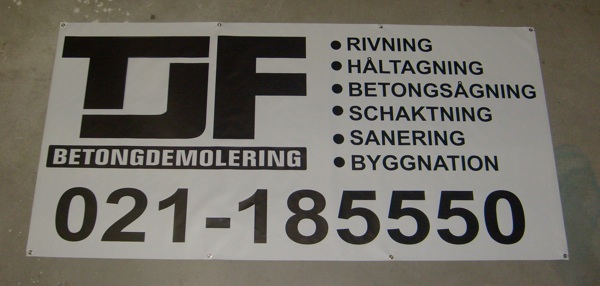 TJF
BETONGDEMOLERING
• RIVNING
• HÅLTAGNING
• BETONGSÅGNING
• SCHAKTNING
• SANERING
• BYGGNATION
021-185550